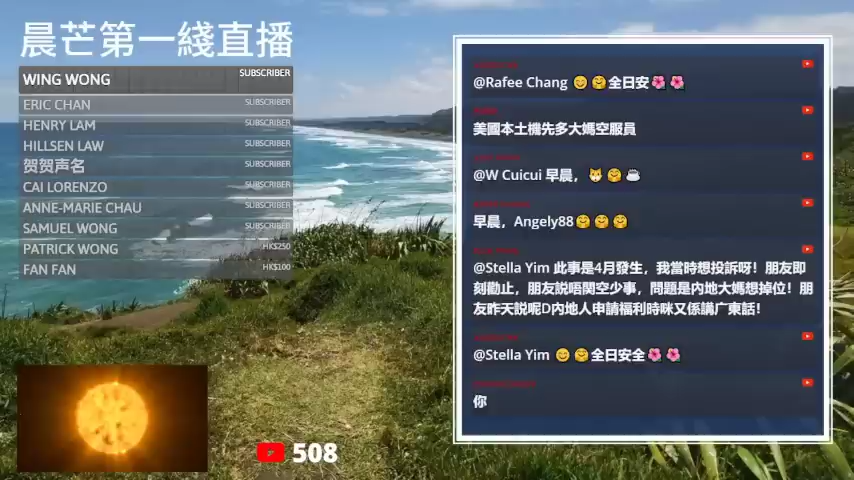 晨芒第一綫直播
WING WONG SUBSCRIBER
ERIC CHAN SUBSCRIBER
HENRY LAM SUBSCRIBER
HILLSEN LAW SUBSCRIBER
贺贺声名 SUBSCRIBER
CAI LORENZO SUBSCRIBER
ANNE-MARIE CHAU SUBSCRIBER
SAMUEL WONG SUBSCRIBER
PATRICK WONG HK$250
FAN FAN HK$100
508
@Rafee Chang 😊🤗全日安🌺🌺
美國本土機先多大媽空服員
@W Cuicui 早晨，🐱🤗☕
早晨，Angely88🤗🤗🤗
@Stella Yim 此事是4月發生，我當時想投訴呀！朋友即
刻勸止，朋友説唔関空少事，問題是内地大媽想掉位！朋
友昨天説呢D内地人申請福利時咪又係講广東話！
@Stella Yim 😊🤗全日安全🌺🌺
你